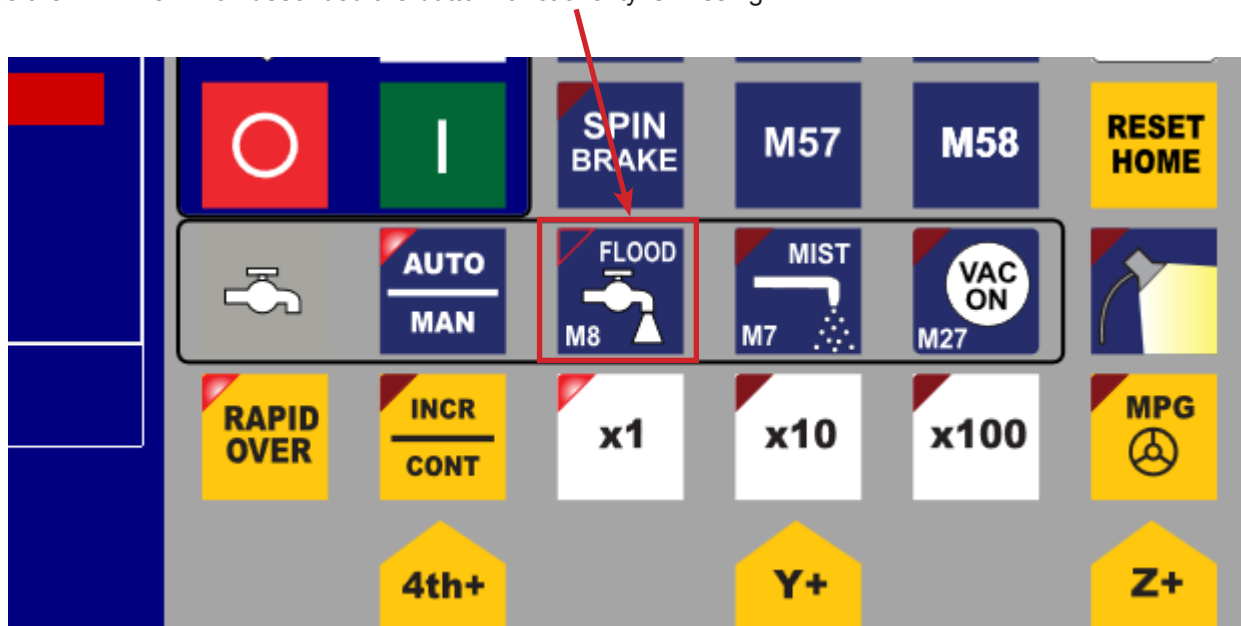 SPIN
BRAKE
M57
M58
RESET
HOME
AUTO
MAN
FLOOD
M8
MIST
M7
VAC
ON
M27
RAPID
OVER
INCR
CONT
x1
x10
x100
MPG
4th+
Y+
Z+